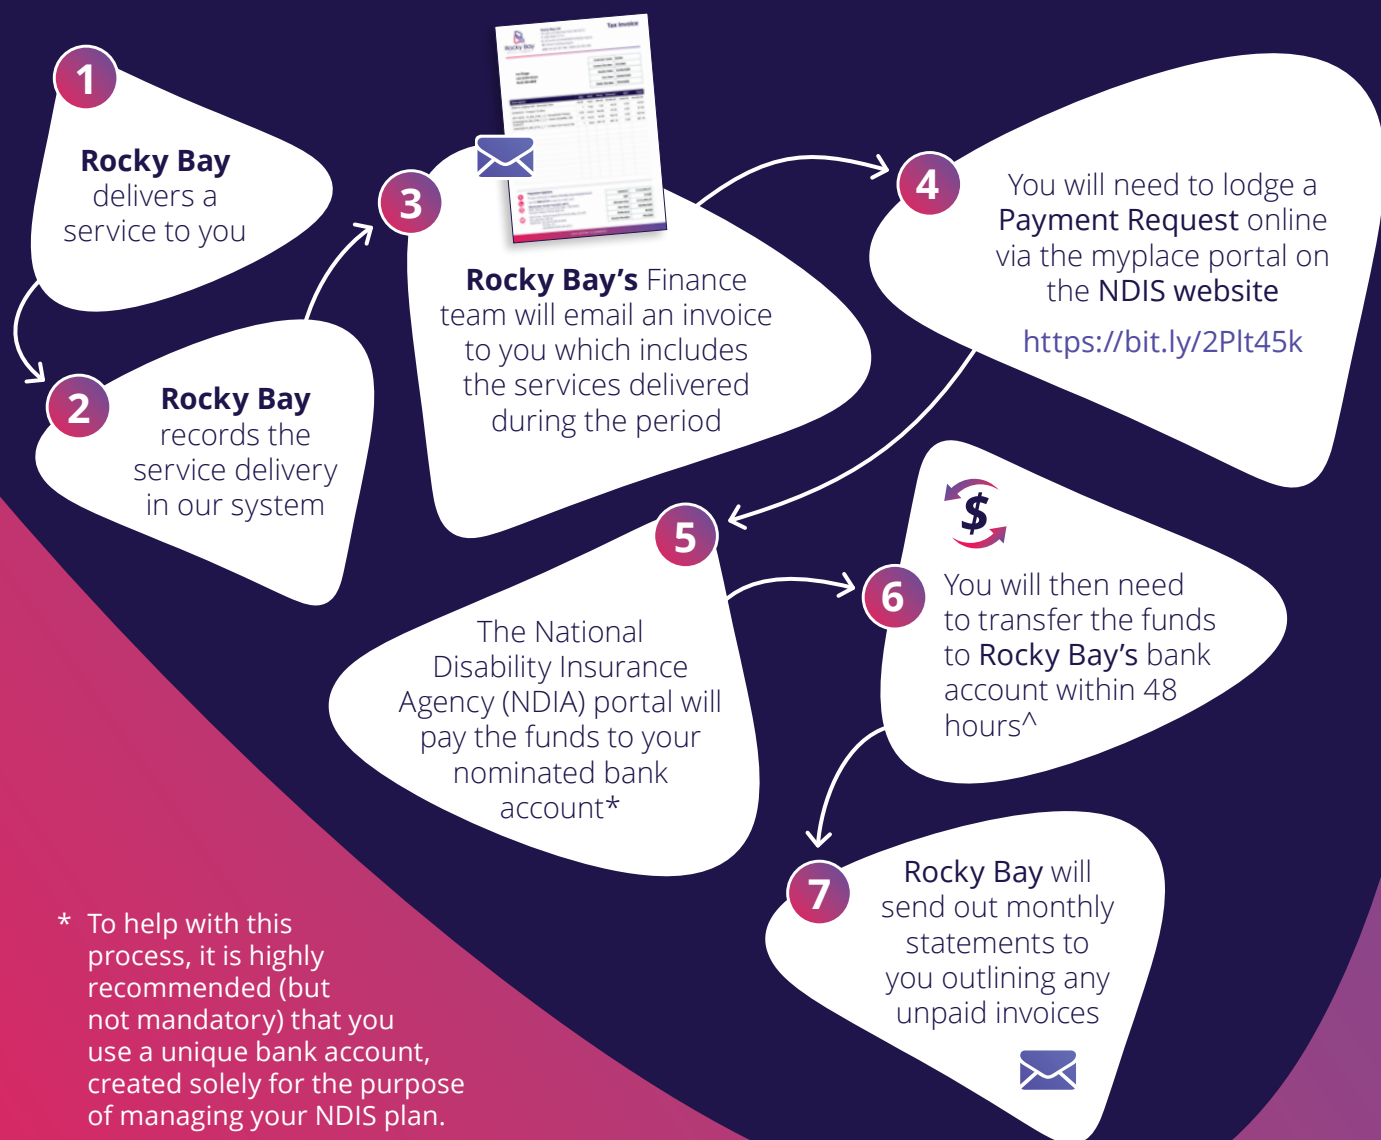 1
Rocky Bay
delivers a
service to you
2
Rocky Bay
records the
service delivery
in our system
3
Rocky Bay
Tax Invoice
Rocky Bay's Finance
team will email an invoice
to you which includes
the services delivered
during the period
4
You will need to lodge a
Payment Request online
via the myplace portal on
the NDIS website
https://bit.ly/2Plt45k
5
The National
Disability Insurance
Agency (NDIA) portal will
pay the funds to your
nominated bank
account*
6
$
You will then need
to transfer the funds
to Rocky Bay's bank
account within 48
hours^
7
Rocky Bay will
send out monthly
statements to
you outlining any
unpaid invoices
* To help with this
process, it is highly
recommended (but
not mandatory) that you
use a unique bank account,
created solely for the purpose
of managing your NDIS plan.